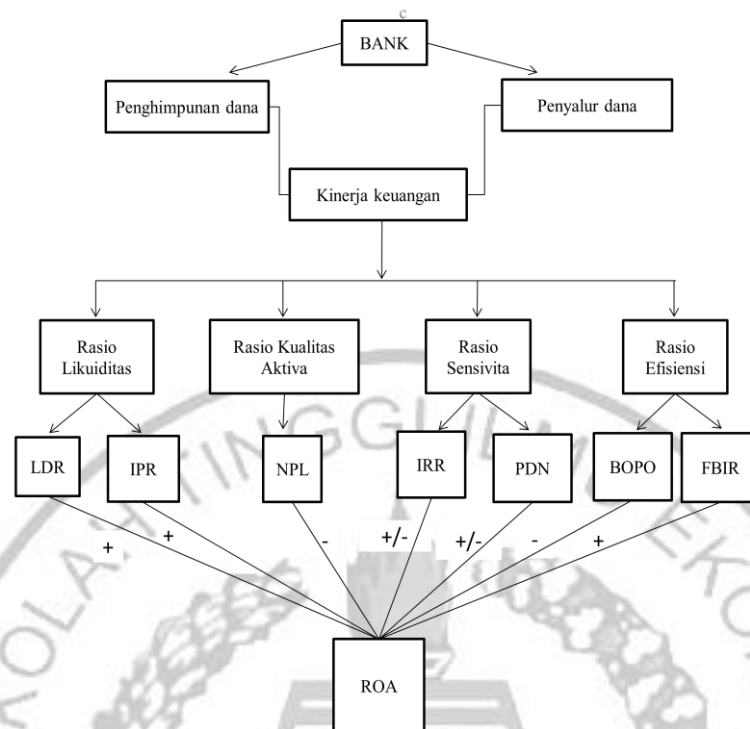 c
BANK
Penghimpunan dana
Penyalur dana
Kinerja keuangan
Rasio
Likuiditas
Rasio Kualitas
Aktiva
Rasio
Sensivita
Rasio
Efisiensi
LDR
IPR
NPL
IRR
PDN
BOPO
FBIR
+
+
-
+/-
+/-
-
+
ROA